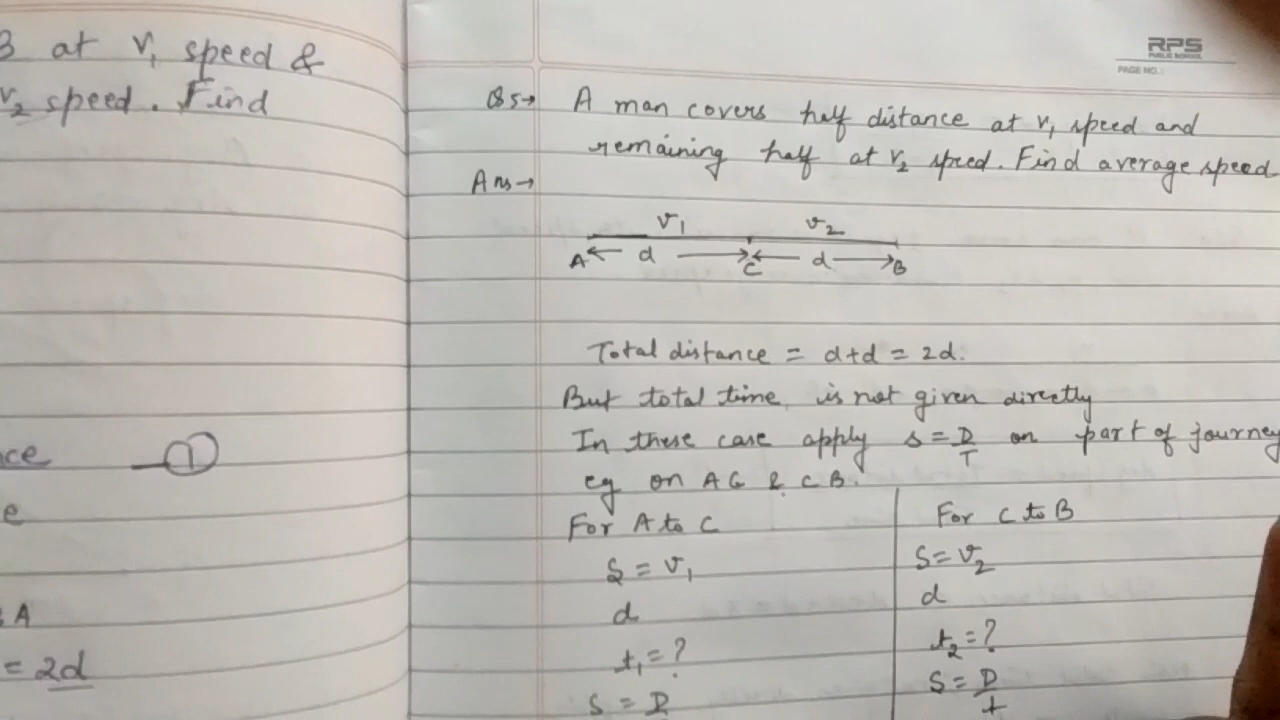 B at v₁ speed &
v₂ speed. Find
ce —①
e
A
= 2d
RPS
PUBLIC SCHOOL
PAGE NO.:
Q5→ A man covers half distance at v₁ speed and
remaining half at v₂ speed. Find average speed
Ans→
v₁ v₂
A d C d B
Total distance = d+d = 2d.
But total time is not given directly
In these case apply s = D/T on part of journey
eg on AC & CB.
For A to C
S = v₁
d
t₁ = ?
S = D
For C to B
S = v₂
d
t₂ = ?
S = D/t